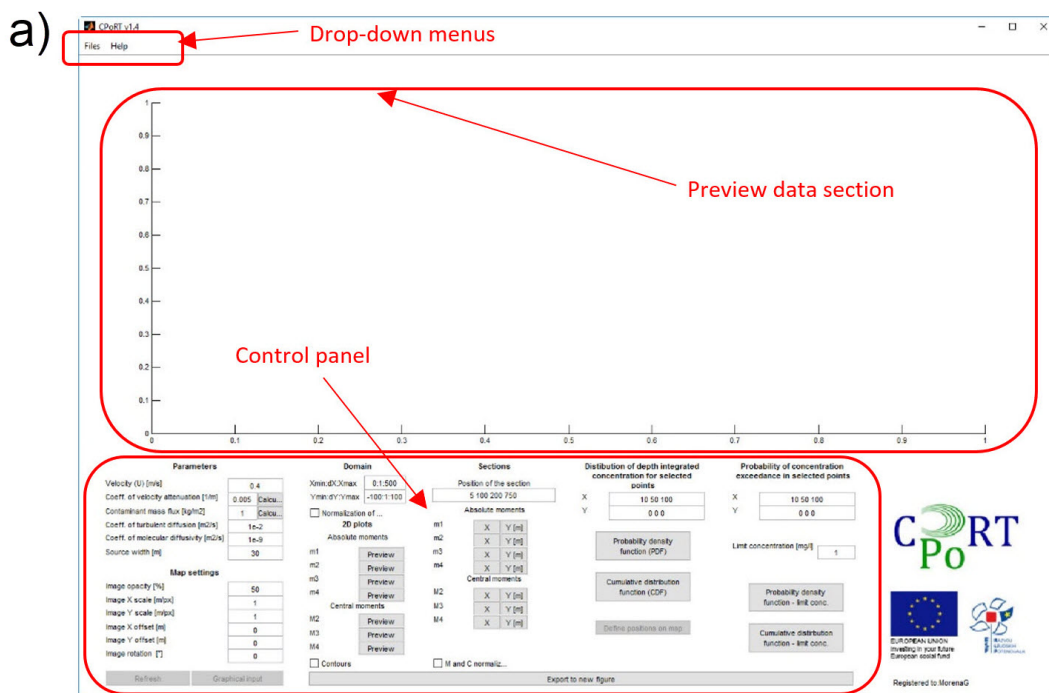 a)
CPoRT v1.4
Files Help
Drop-down menus
Preview data section
Control panel
1
0.9
0.8
0.7
0.6
0.5
0.4
0.3
0.2
0.1
0
0 0.1 0.2 0.3 0.4 0.5 0.6 0.7 0.8 0.9 1
Parameters
Velocity (U) [m/s] 0.4
Coeff. of velocity attenuation [1/m] 0.005 Calcu...
Contaminant mass flux [kg/m2] 1 Calcu...
Coeff. of turbulent diffusion [m2/s] 1e-2
Coeff. of molecular diffusivity [m2/s] 1e-9
Source width [m] 30
Map settings
Image opacity [%] 50
Image X scale [m/px] 1
Image Y scale [m/px] 1
Image X offset [m] 0
Image Y offset [m] 0
Image rotation [°] 0
Refresh Graphical input
Domain
Xmin:dX:Xmax 0:1:500
Ymin:dY:Ymax -100:1:100
Normalization of ...
2D plots
Absolute moments
m1 Preview
m2 Preview
m3 Preview
m4 Preview
Central moments
M2 Preview
M3 Preview
M4 Preview
Contours
Sections
Position of the section
5 100 200 750
Absolute moments
m1 X Y [m]
m2 X Y [m]
m3 X Y [m]
m4 X Y [m]
Central moments
M2 X Y [m]
M3 X Y [m]
M4 X Y [m]
M and C normaliz...
Distibution of depth integrated
concentration for selected
points
X 10 50 100
Y 0 0 0
Probability density
function (PDF)
Cumulative distribution
function (CDF)
Define positions on map
Probability of concentration
exceedance in selected points
X 10 50 100
Y 0 0 0
Limit concentration [mg/l] 1
Probability density
function - limit conc.
Cumulative distirbution
function - limit conc.
Export to new figure
CPoRT
EUROPEAN UNION
Investing in your future
European social fund
Registered to:MorenaG